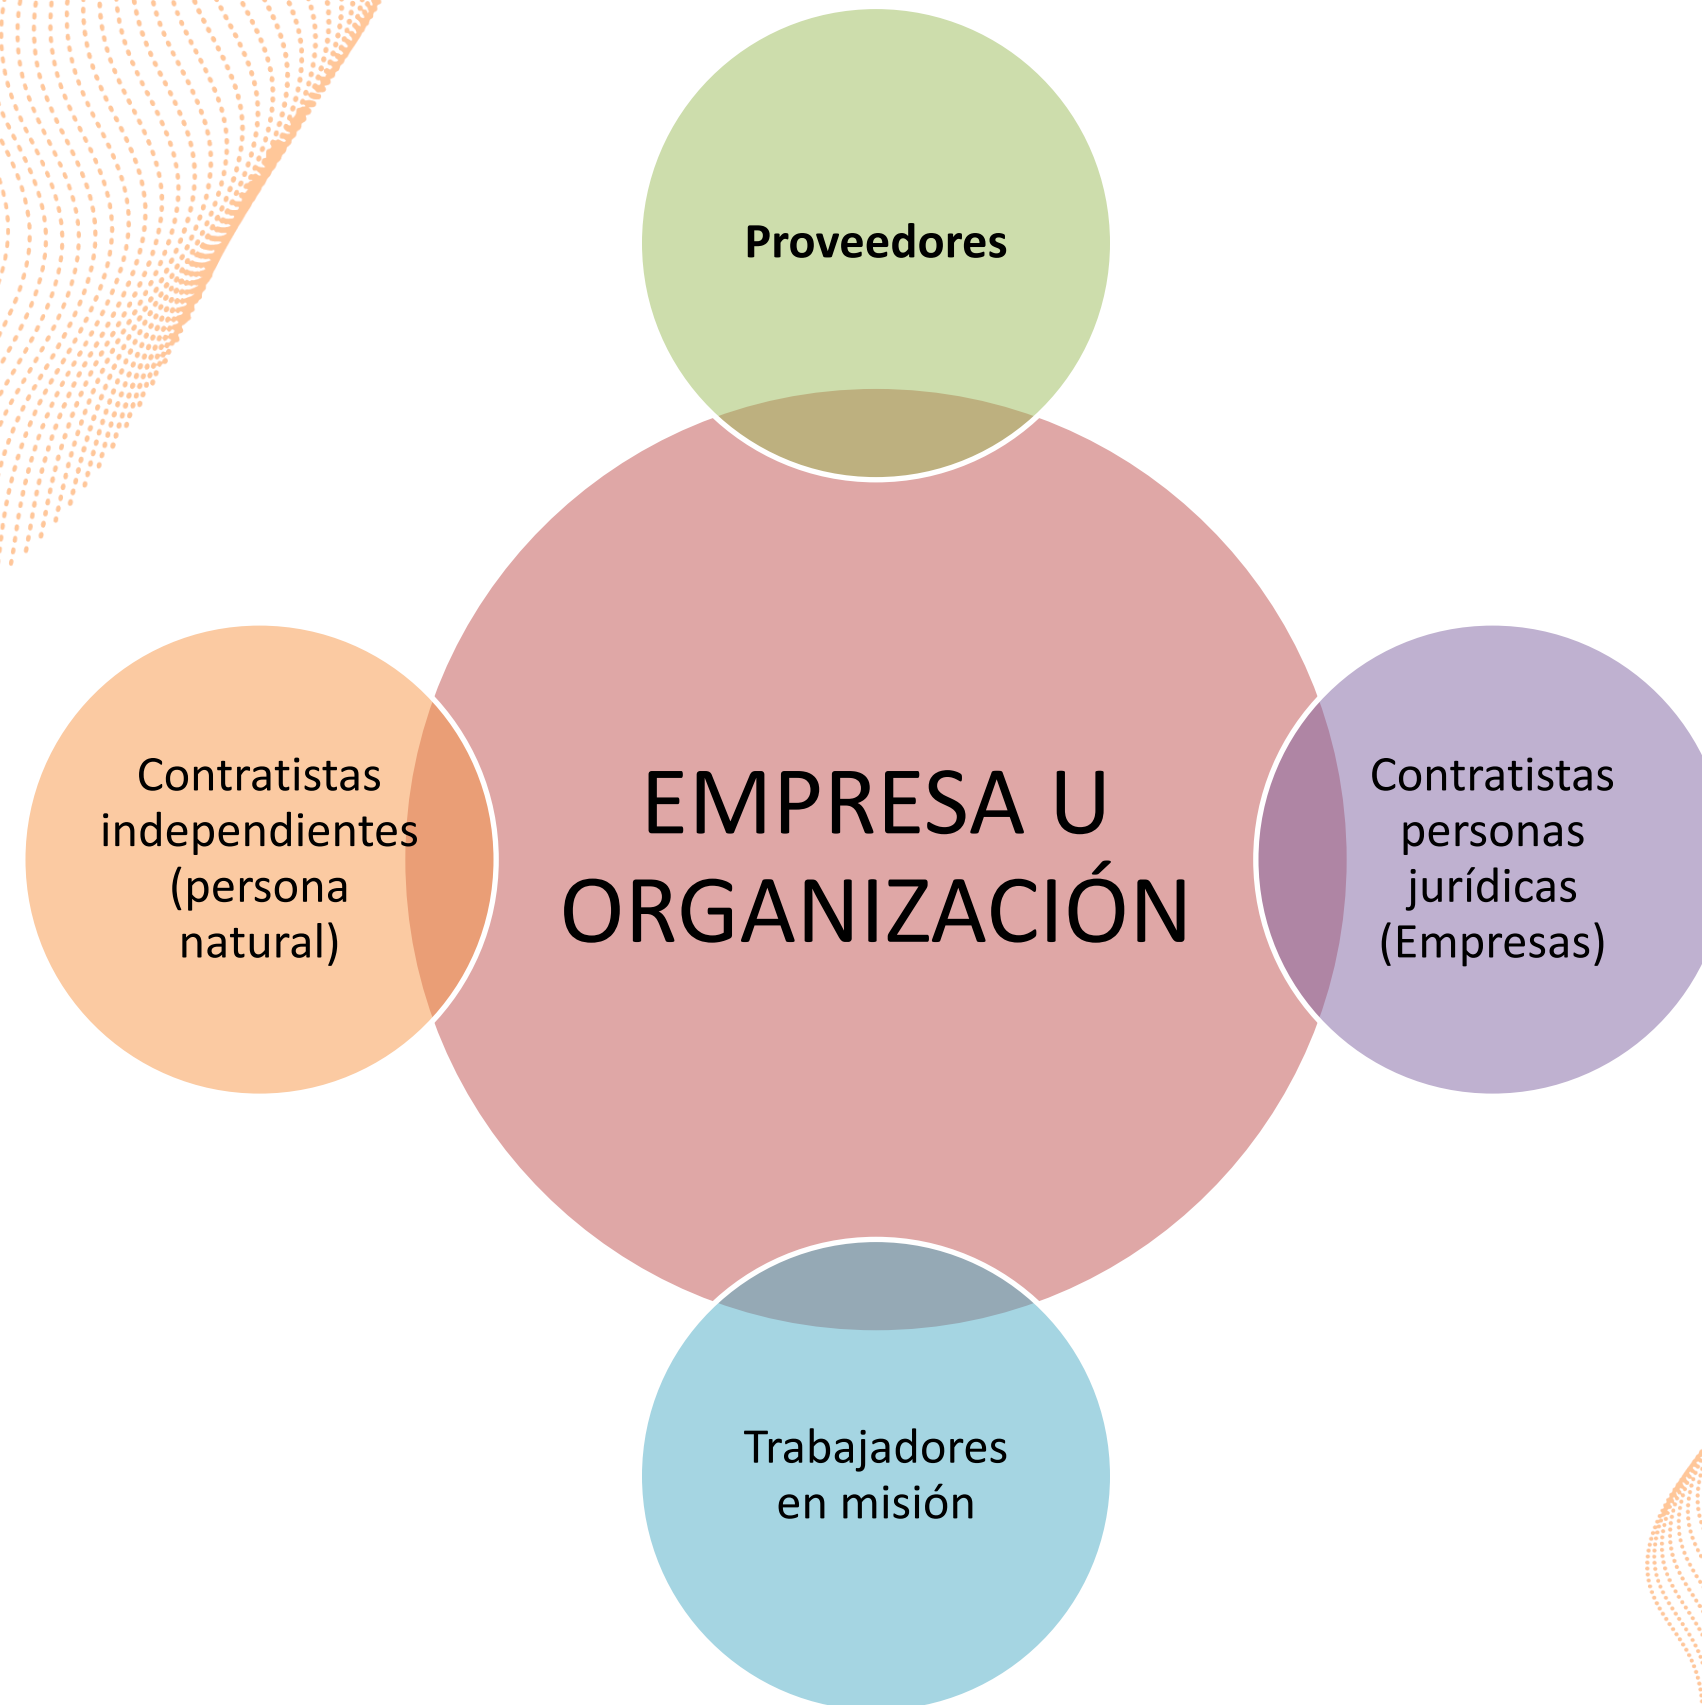 Proveedores
Contratistas
independientes
(persona
natural)
EMPRESA U
ORGANIZACIÓN
Contratistas
personas
jurídicas
(Empresas)
Trabajadores
en misión